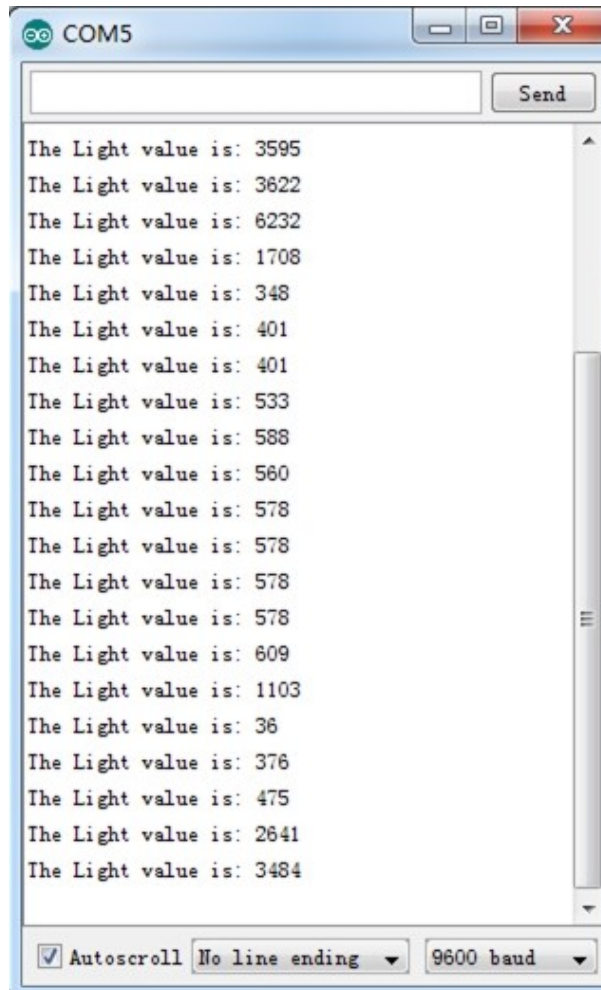 COM5
Send
The Light value is: 3595
The Light value is: 3622
The Light value is: 6232
The Light value is: 1708
The Light value is: 348
The Light value is: 401
The Light value is: 401
The Light value is: 533
The Light value is: 588
The Light value is: 560
The Light value is: 578
The Light value is: 578
The Light value is: 578
The Light value is: 578
The Light value is: 609
The Light value is: 1103
The Light value is: 36
The Light value is: 376
The Light value is: 475
The Light value is: 2641
The Light value is: 3484
Autoscroll No line ending 9600 baud